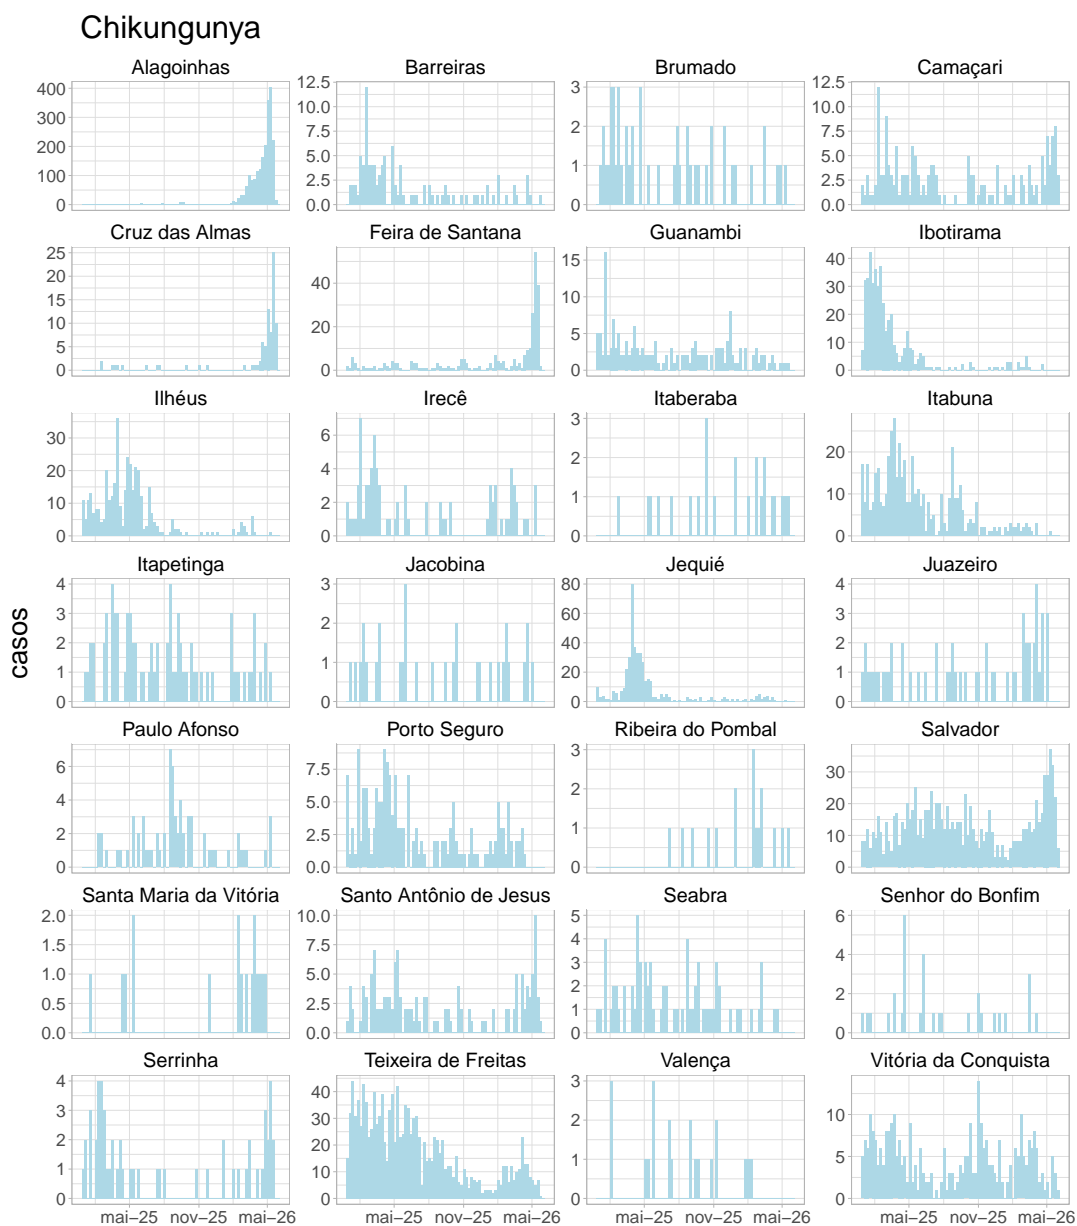 Chikungunya
Alagoinhas Barreiras Brumado Camaçari
400 300 200 100 0
12.5 10.0 7.5 5.0 2.5 0.0
3 2 1 0
12.5 10.0 7.5 5.0 2.5 0.0
Cruz das Almas Feira de Santana Guanambi Ibotirama
25 20 15 10 5 0
40 20 0
15 10 5 0
40 30 20 10 0
Ilhéus Irecê Itaberaba Itabuna
30 20 10 0
6 4 2 0
3 2 1 0
20 10 0
Itapetinga Jacobina Jequié Juazeiro
4 3 2 1 0
3 2 1 0
80 60 40 20 0
4 3 2 1 0
casos
Paulo Afonso Porto Seguro Ribeira do Pombal Salvador
6 4 2 0
7.5 5.0 2.5 0.0
3 2 1 0
30 20 10 0
Santa Maria da Vitória Santo Antônio de Jesus Seabra Senhor do Bonfim
2.0 1.5 1.0 0.5 0.0
10.0 7.5 5.0 2.5 0.0
5 4 3 2 1 0
6 4 2 0
Serrinha Teixeira de Freitas Valença Vitória da Conquista
4 3 2 1 0
40 30 20 10 0
3 2 1 0
10 5 0
mai–25 nov–25 mai–26 mai–25 nov–25 mai–26 mai–25 nov–25 mai–26 mai–25 nov–25 mai–26